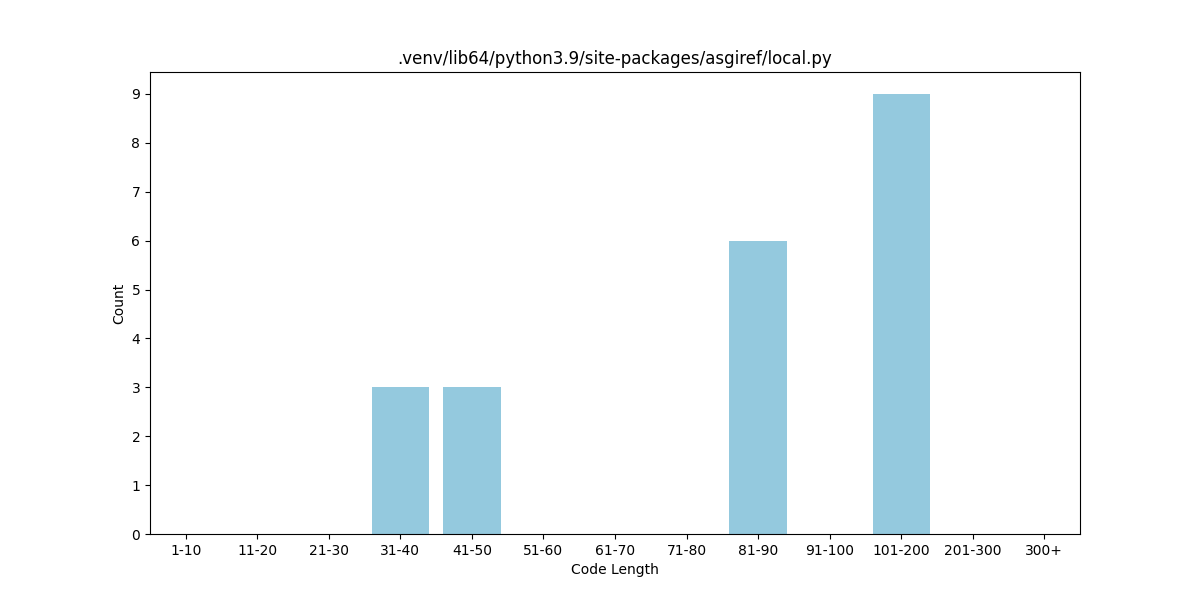 .venv/lib64/python3.9/site-packages/asgiref/local.py
9
8
7
6
5
4
3
2
1
0
Count
1-10 11-20 21-30 31-40 41-50 51-60 61-70 71-80 81-90 91-100 101-200 201-300 300+
Code Length